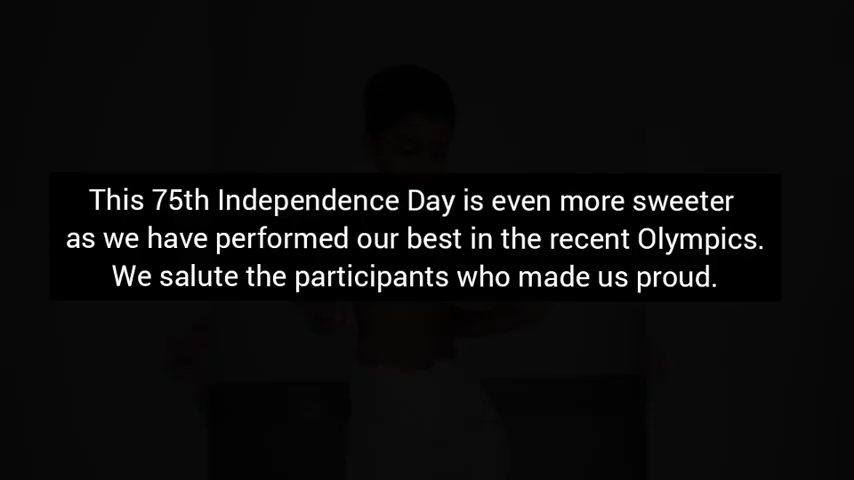 This 75th Independence Day is even more sweeter
as we have performed our best in the recent Olympics.
We salute the participants who made us proud.